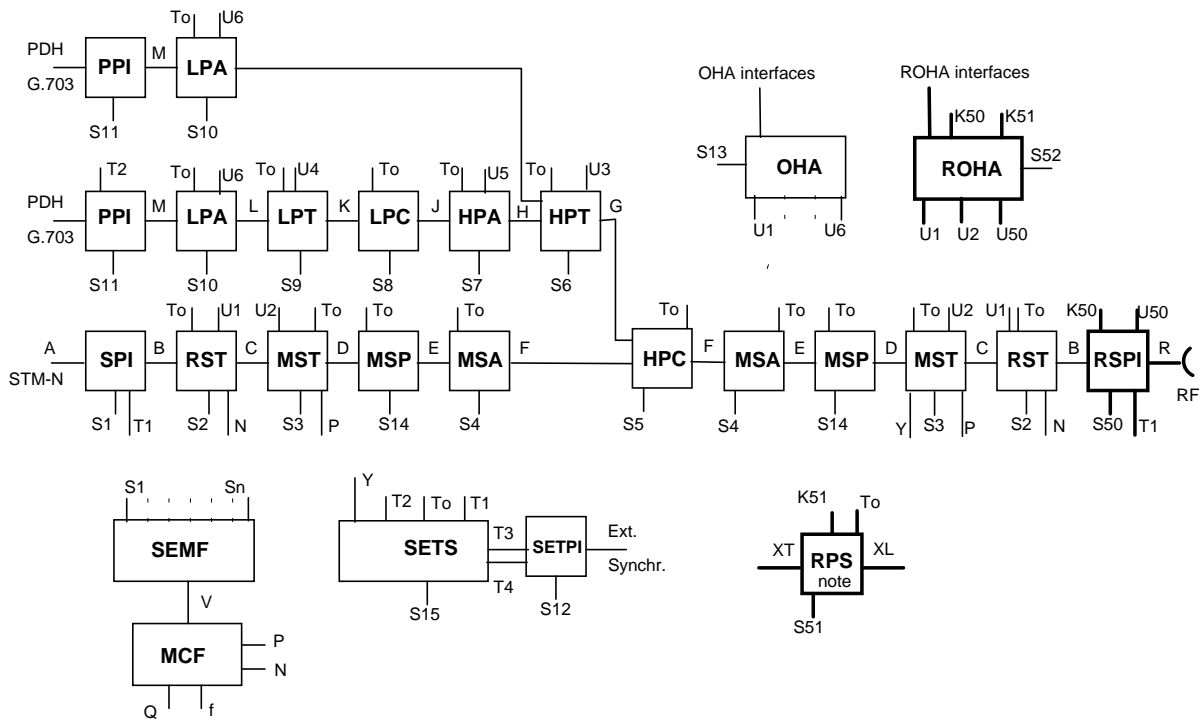 To U6
PDH M
PPI LPA
G.703
S11 S10
OHA interfaces ROHA interfaces
K50 K51
S13 OHA ROHA S52
U1 U6 U1 U2 U50
T2 To U6 To U4 To To U5 To U3
PDH M L K J H G
PPI LPA LPT LPC HPA HPT
G.703
S11 S10 S9 S8 S7 S6
To U1 U2 To To To To To To To U2 U1 To K50 U50
A B C D E F F E D C B R
SPI RST MST MSP MSA HPC MSA MSP MST RST RSPI
STM-N RF
S1 T1 S2 N S3 P S14 S4 S5 S4 S14 Y S3 P S2 N S50 T1
S1 Sn
SEMF
V
MCF P
N
Q f
Y
T2 To T1
SETS T3 SETPI Ext.
T4 Synchr.
S15 S12
K51 To
XT RPS XL
note
S51